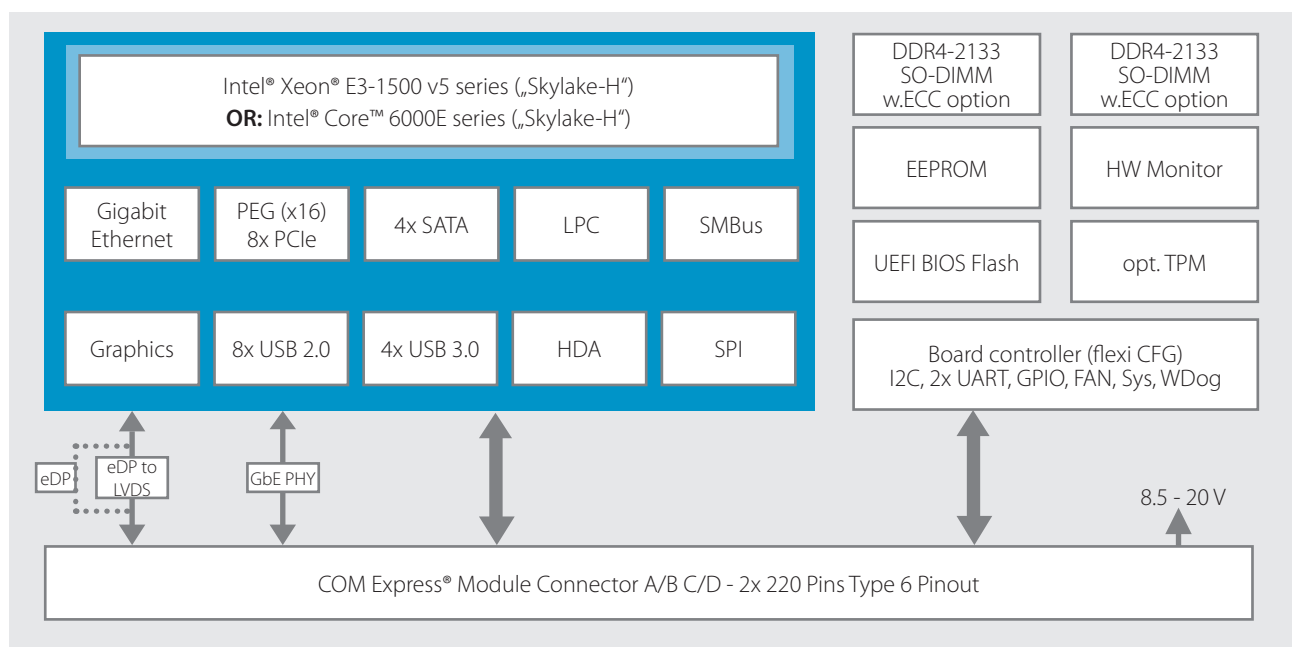 Intel® Xeon® E3-1500 v5 series („Skylake-H“)
OR: Intel® Core™ 6000E series („Skylake-H“)
DDR4-2133
SO-DIMM
w.ECC option
DDR4-2133
SO-DIMM
w.ECC option
EEPROM
HW Monitor
Gigabit
Ethernet
PEG (x16)
8x PCIe
4x SATA
LPC
SMBus
UEFI BIOS Flash
opt. TPM
Graphics
8x USB 2.0
4x USB 3.0
HDA
SPI
Board controller (flexi CFG)
I2C, 2x UART, GPIO, FAN, Sys, WDog
eDP
eDP to
LVDS
GbE PHY
8.5 - 20 V
COM Express® Module Connector A/B C/D - 2x 220 Pins Type 6 Pinout